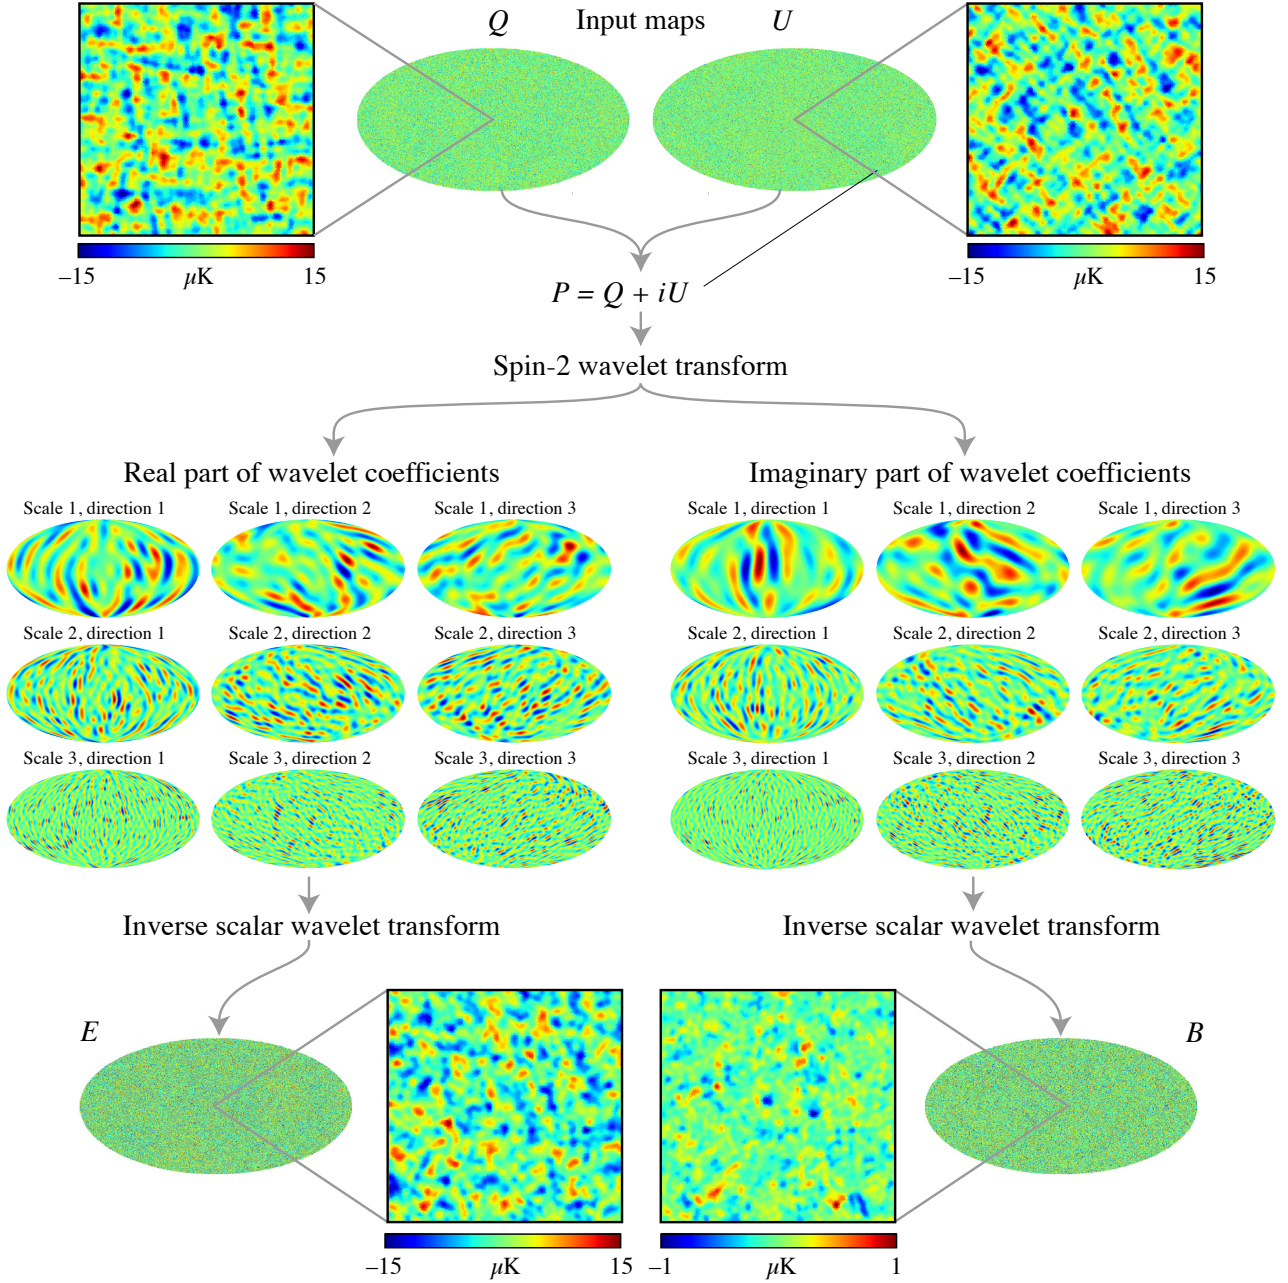 Q Input maps U
–15 μK 15
–15 μK 15
P = Q + iU
Spin-2 wavelet transform
Real part of wavelet coefficients
Scale 1, direction 1 Scale 1, direction 2 Scale 1, direction 3
Scale 2, direction 1 Scale 2, direction 2 Scale 2, direction 3
Scale 3, direction 1 Scale 3, direction 2 Scale 3, direction 3
Inverse scalar wavelet transform
Imaginary part of wavelet coefficients
Scale 1, direction 1 Scale 1, direction 2 Scale 1, direction 3
Scale 2, direction 1 Scale 2, direction 2 Scale 2, direction 3
Scale 3, direction 1 Scale 3, direction 2 Scale 3, direction 3
Inverse scalar wavelet transform
E
–15 μK 15
B
–1 μK 1